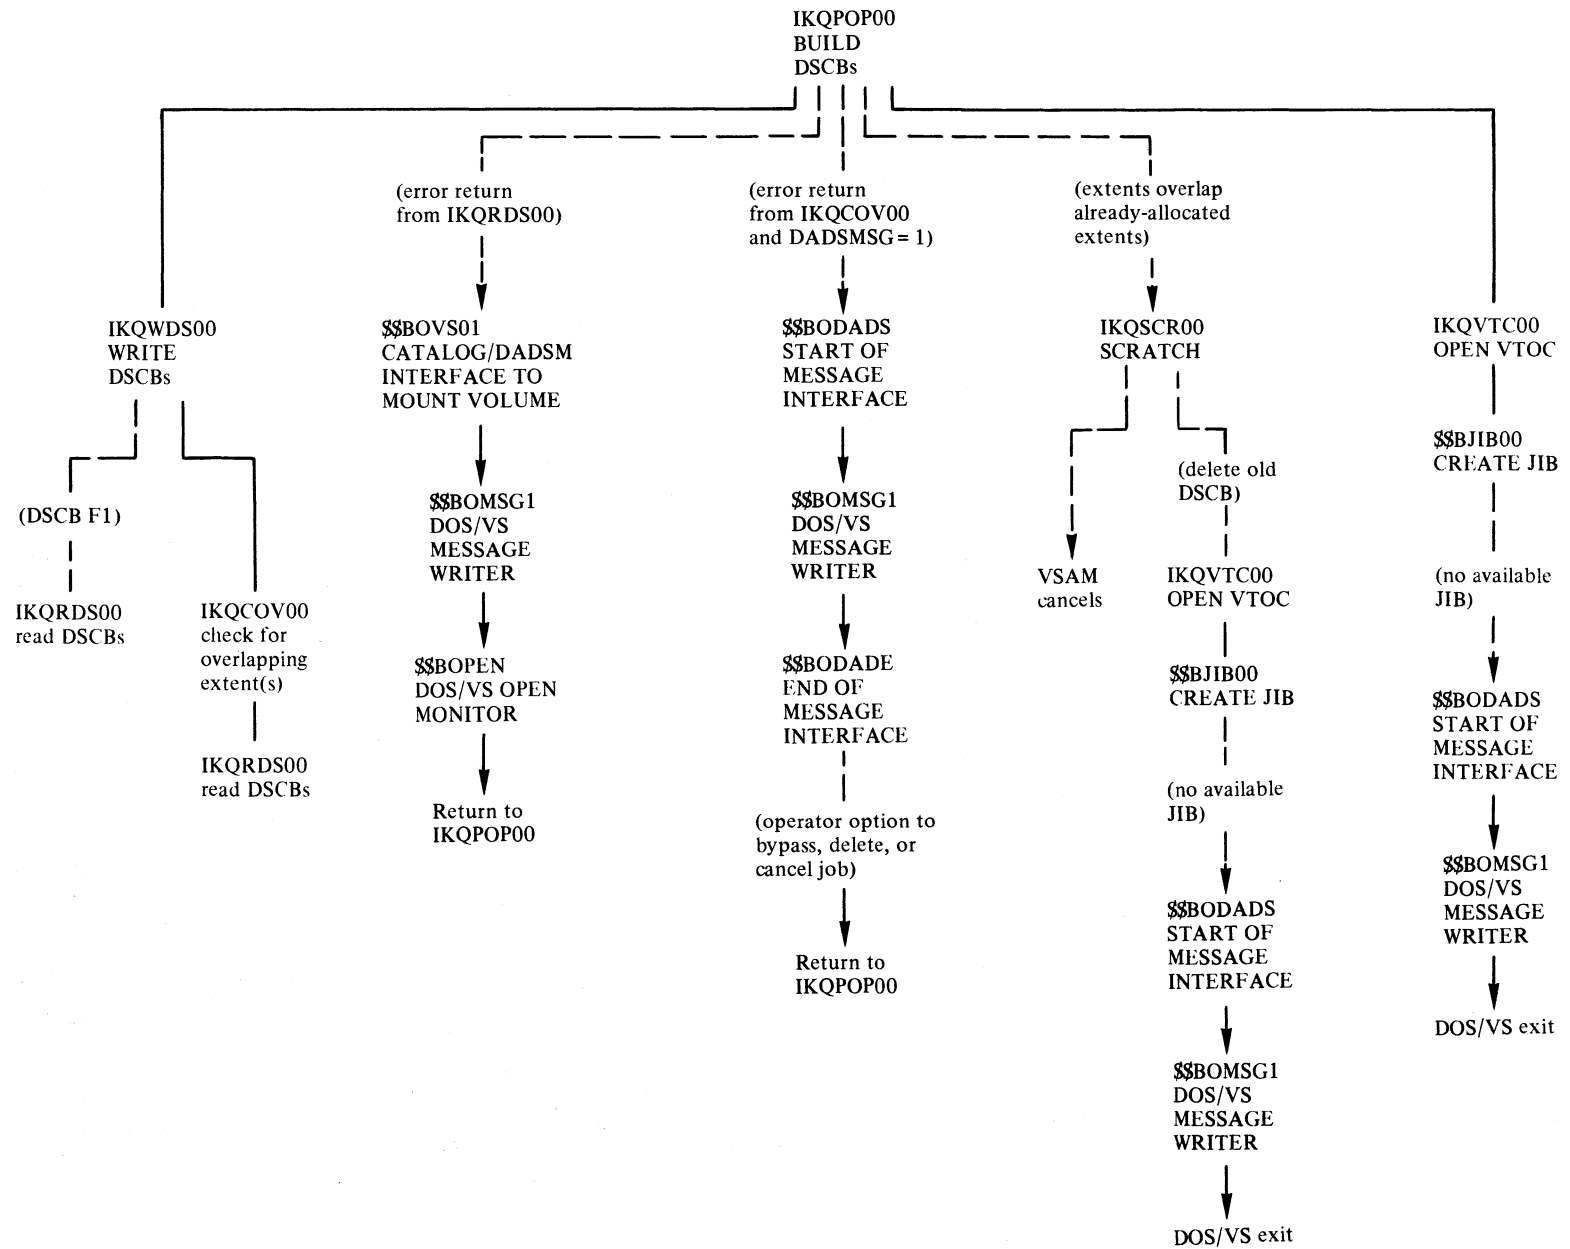 IKQPOP00
BUILD
DSCBs
(error return
from IKQRDS00)
(error return
from IKQCOV00
and DADSMSG = 1)
(extents overlap
already-allocated
extents)
IKQWDS00
WRITE
DSCBs
(DSCB F1)
IKQRDS00
read DSCBs
IKQCOV00
check for
overlapping
extent(s)
IKQRDS00
read DSCBs
$$BOVS01
CATALOG/DADSM
INTERFACE TO
MOUNT VOLUME
$$BOMSG1
DOS/VS
MESSAGE
WRITER
$$BOPEN
DOS/VS OPEN
MONITOR
Return to
IKQPOP00
$$BODADS
START OF
MESSAGE
INTERFACE
$$BOMSG1
DOS/VS
MESSAGE
WRITER
$$BODADE
END OF
MESSAGE
INTERFACE
(operator option to
bypass, delete, or
cancel job)
Return to
IKQPOP00
IKQSCR00
SCRATCH
VSAM
cancels
(delete old
DSCB)
IKQVTC00
OPEN VTOC
$$BJIB00
CREATE JIB
(no available
JIB)
$$BODADS
START OF
MESSAGE
INTERFACE
$$BOMSG1
DOS/VS
MESSAGE
WRITER
DOS/VS exit
IKQVTC00
OPEN VTOC
$$BJIB00
CREATE JIB
(no available
JIB)
$$BODADS
START OF
MESSAGE
INTERFACE
$$BOMSG1
DOS/VS
MESSAGE
WRITER
DOS/VS exit